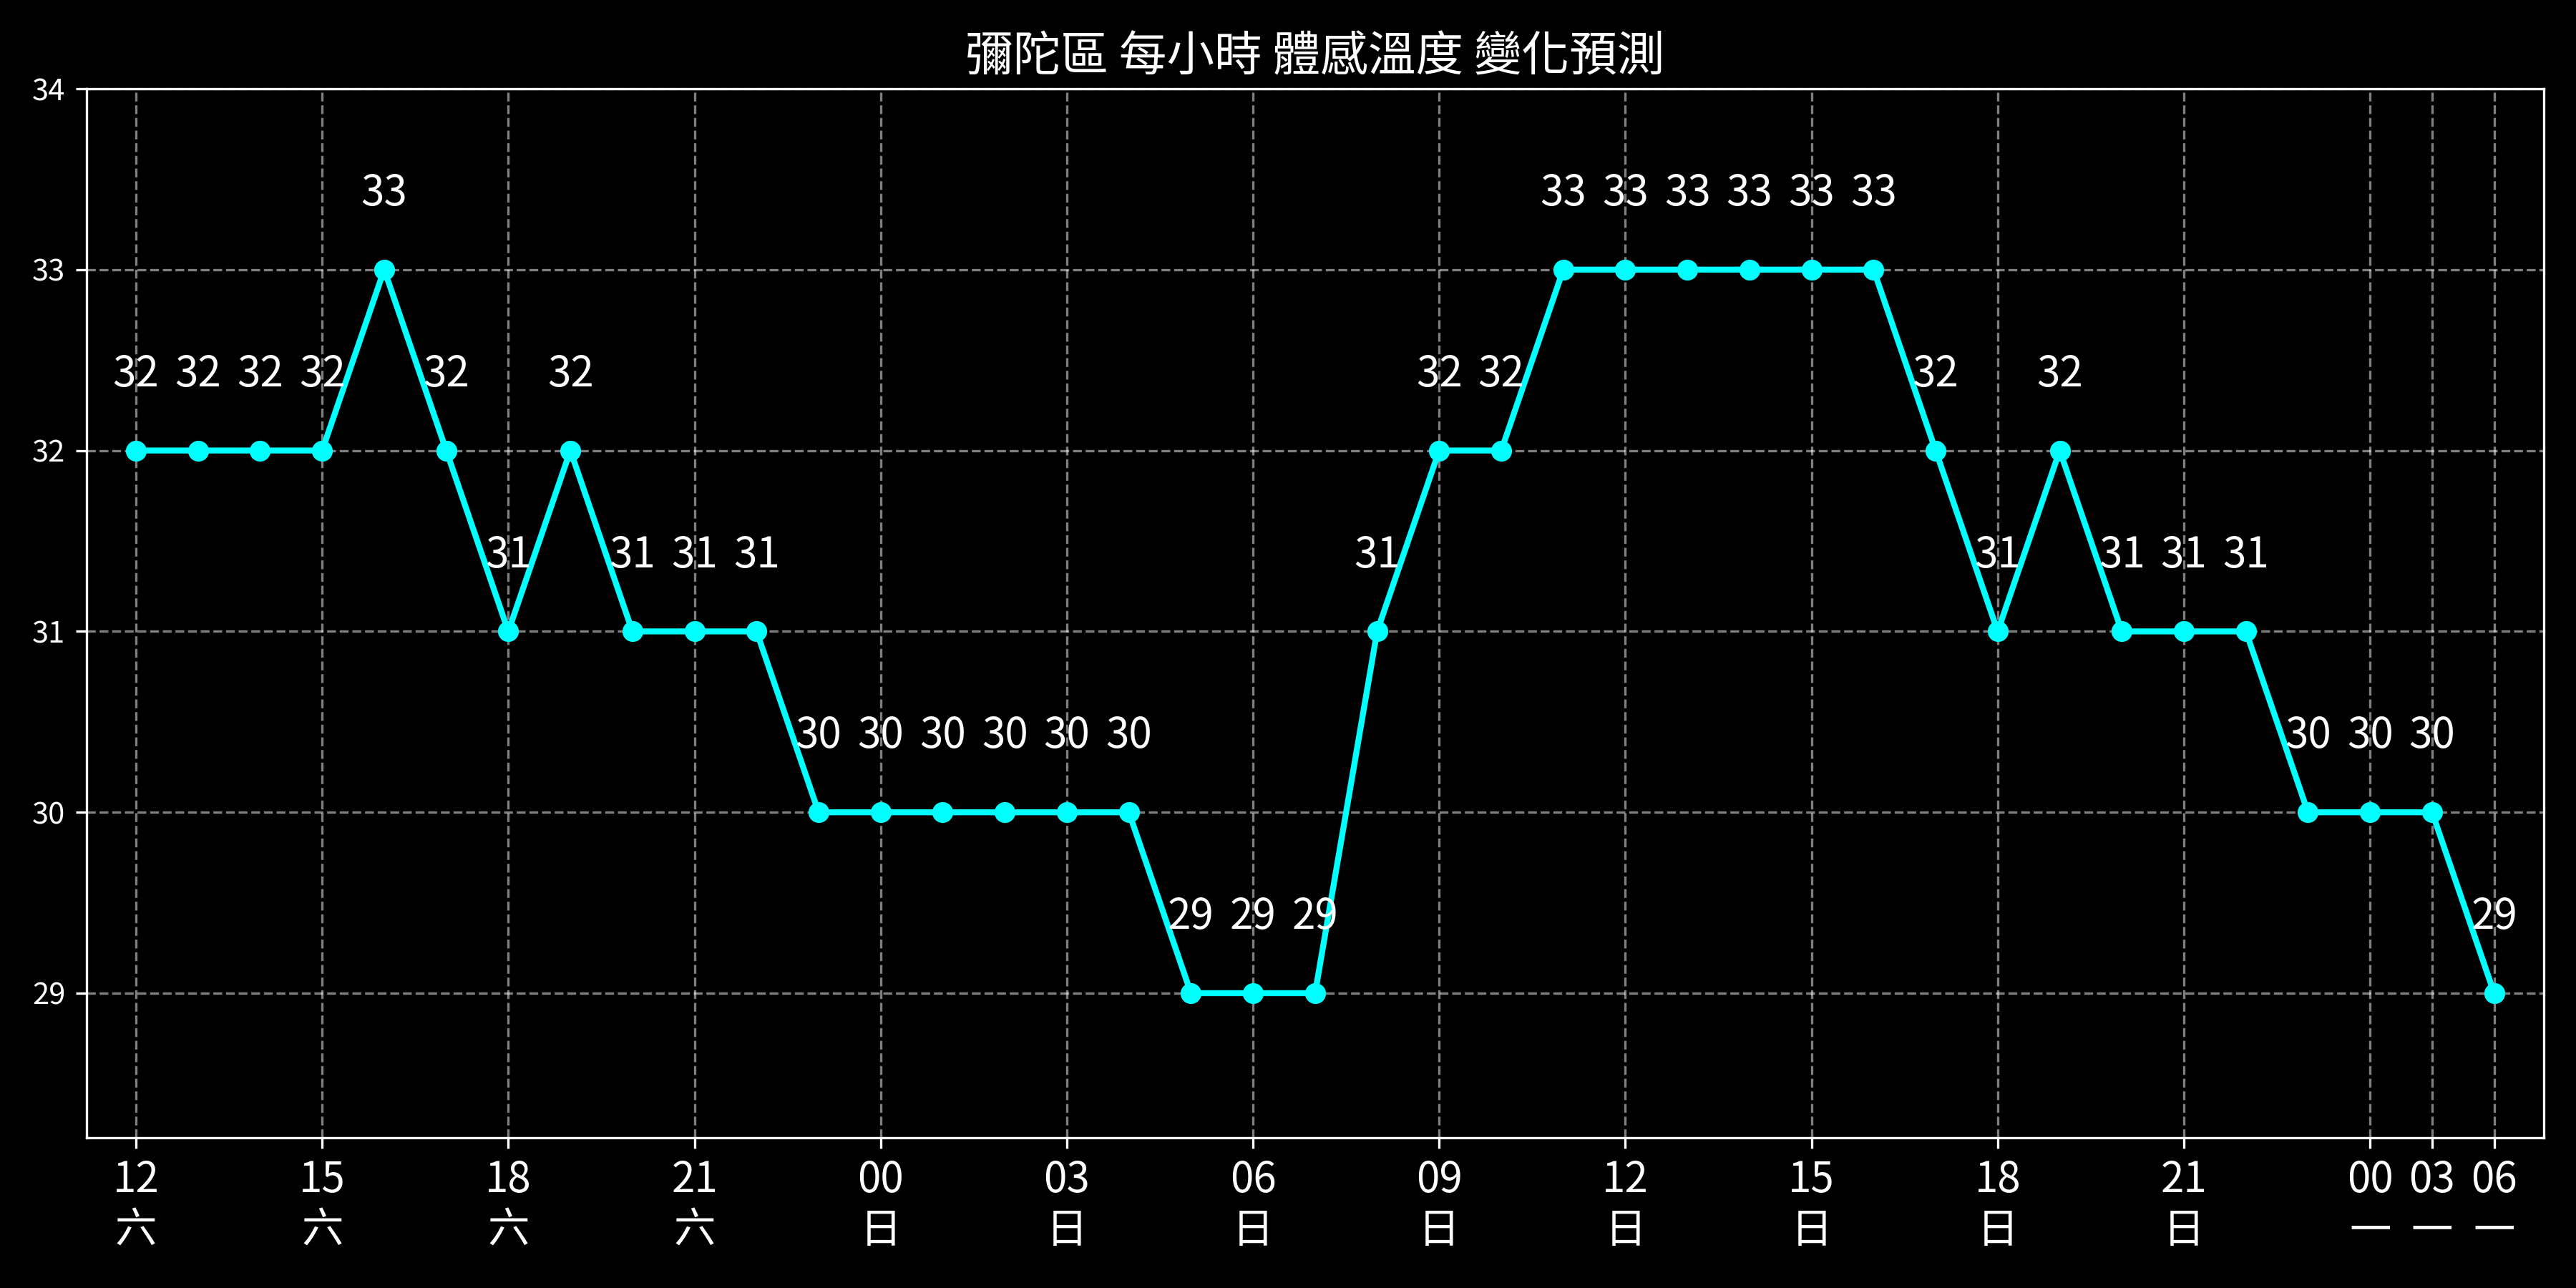 彌陀區 每小時 體感溫度 變化預測
34
33
33 33 33 33 33 33
33
32 32 32 32 32 32 32 32 32 32
32
31 31 31 31 31 31 31 31 31
31
30 30 30 30 30 30 30 30 30
30
29 29 29 29
29
12 15 18 21 00 03 06 09 12 15 18 21 00 03 06
六 六 六 六 日 日 日 日 日 日 日 日 一 一 一